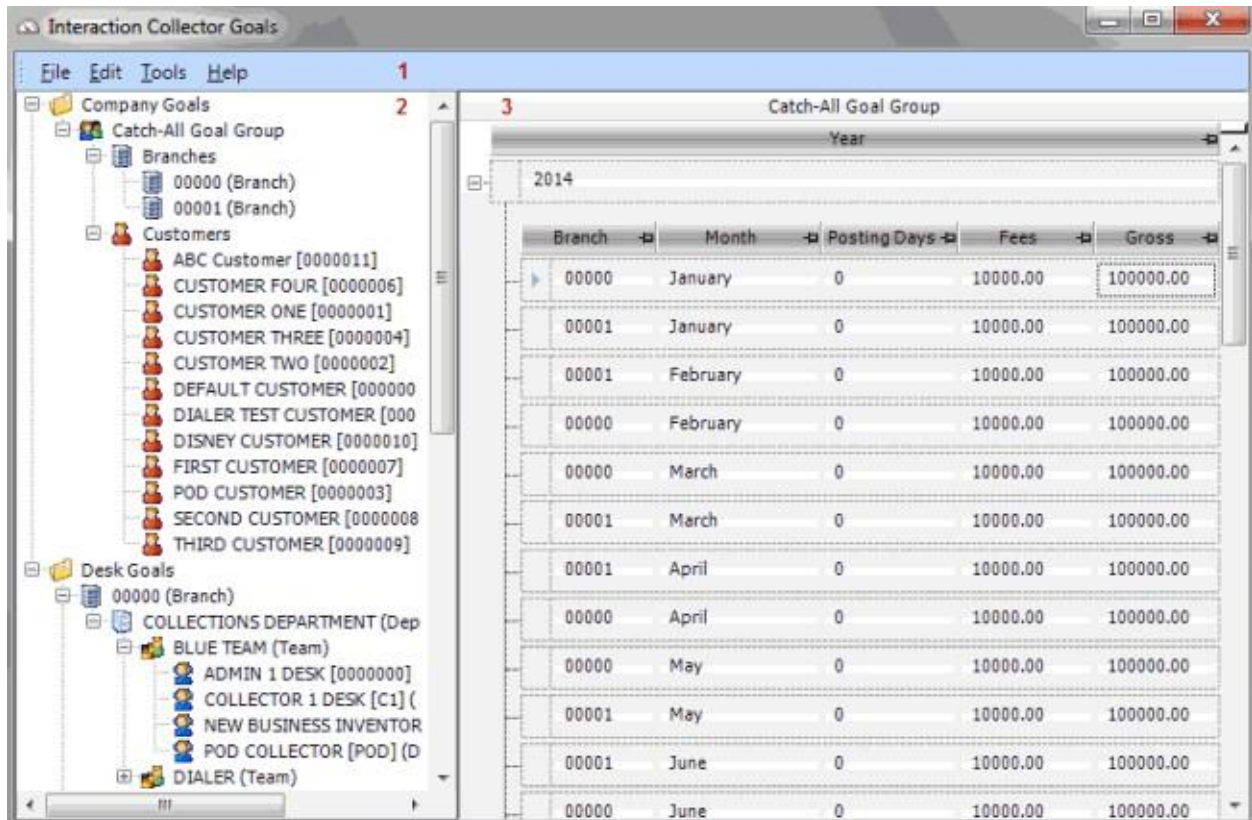 Interaction Collector Goals
File Edit Tools Help 1
2
Company Goals
Catch-All Goal Group
Branches
00000 (Branch)
00001 (Branch)
Customers
ABC Customer [0000011]
CUSTOMER FOUR [0000006]
CUSTOMER ONE [0000001]
CUSTOMER THREE [0000004]
CUSTOMER TWO [0000002]
DEFAULT CUSTOMER [000000
DIALER TEST CUSTOMER [000
DISNEY CUSTOMER [0000010]
FIRST CUSTOMER [0000007]
POD CUSTOMER [0000003]
SECOND CUSTOMER [0000008
THIRD CUSTOMER [0000009]
Desk Goals
00000 (Branch)
COLLECTIONS DEPARTMENT (Dep
BLUE TEAM (Team)
ADMIN 1 DESK [0000000]
COLLECTOR 1 DESK [C1] (
NEW BUSINESS INVENTOR
POD COLLECTOR [POD] (D
DIALER (Team)
3 Catch-All Goal Group
Year
2014
Branch Month Posting Days Fees Gross
00000 January 0 10000.00 100000.00
00001 January 0 10000.00 100000.00
00001 February 0 10000.00 100000.00
00000 February 0 10000.00 100000.00
00000 March 0 10000.00 100000.00
00001 March 0 10000.00 100000.00
00001 April 0 10000.00 100000.00
00000 April 0 10000.00 100000.00
00000 May 0 10000.00 100000.00
00001 May 0 10000.00 100000.00
00001 June 0 10000.00 100000.00
00000 June 0 10000.00 100000.00